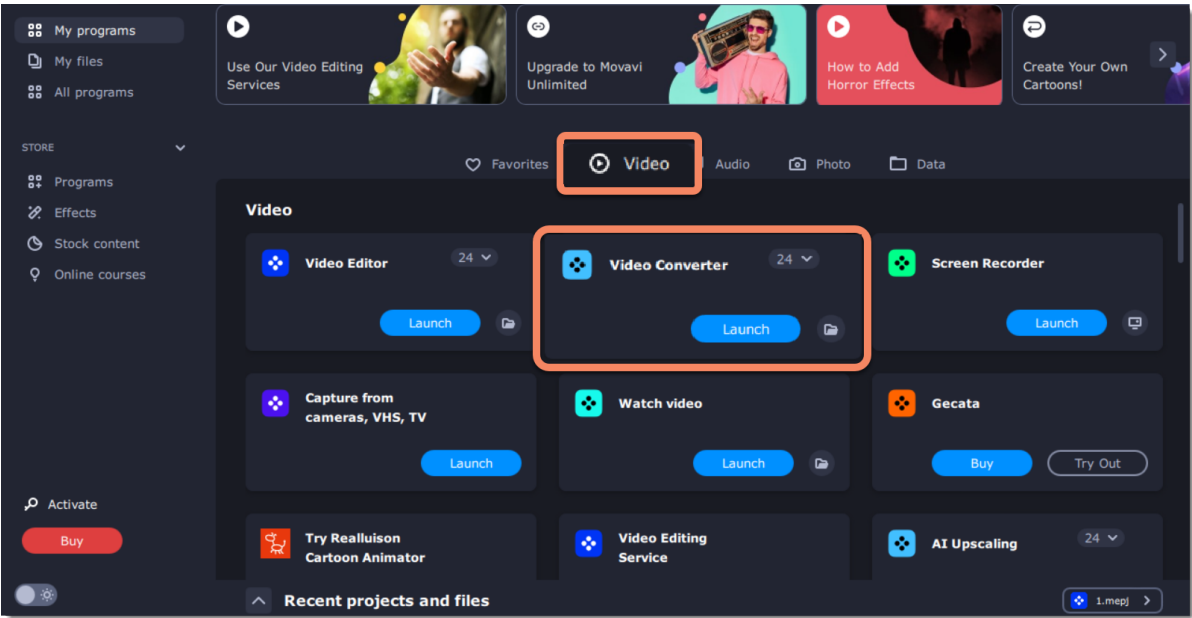 My programs
My files
All programs
STORE
Programs
Effects
Stock content
Online courses
Activate
Buy
Use Our Video Editing
Services
Upgrade to Movavi
Unlimited
How to Add
Horror Effects
Create Your Own
Cartoons!
Favorites
Video
Audio
Photo
Data
Video
Video Editor
24
Launch
Video Converter
24
Launch
Screen Recorder
Launch
Capture from
cameras, VHS, TV
Launch
Watch video
Launch
Gecata
Buy
Try Out
Try Realluison
Cartoon Animator
Video Editing
Service
AI Upscaling
24
Recent projects and files
1.mepj